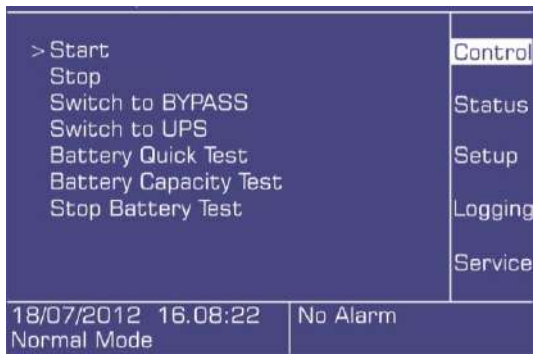 > Start
Stop
Switch to BYPASS
Switch to UPS
Battery Quick Test
Battery Capacity Test
Stop Battery Test
Control
Status
Setup
Logging
Service
18/07/2012 16.08:22
Normal Mode
No Alarm